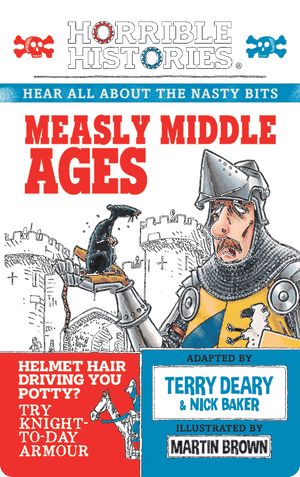 HORRIBLE
HISTORIES®
HEAR ALL ABOUT THE NASTY BITS
MEASLY MIDDLE
AGES
HELMET HAIR
DRIVING YOU
POTTY?
TRY
KNIGHT-
TO-DAY
ARMOUR
ADAPTED BY
TERRY DEARY
& NICK BAKER
ILLUSTRATED BY
MARTIN BROWN